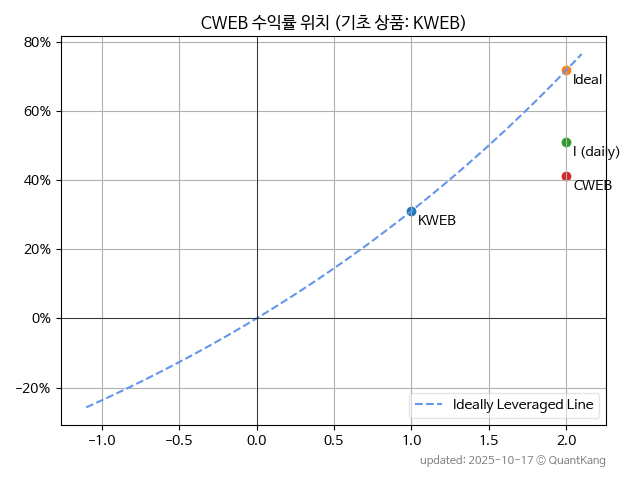 CWEB 수익률 위치 (기초 상품: KWEB)
80%
60%
40%
20%
0%
−20%
Ideal
I (daily)
CWEB
KWEB
Ideally Leveraged Line
−1.0 −0.5 0.0 0.5 1.0 1.5 2.0
updated: 2025-10-17 © QuantKang